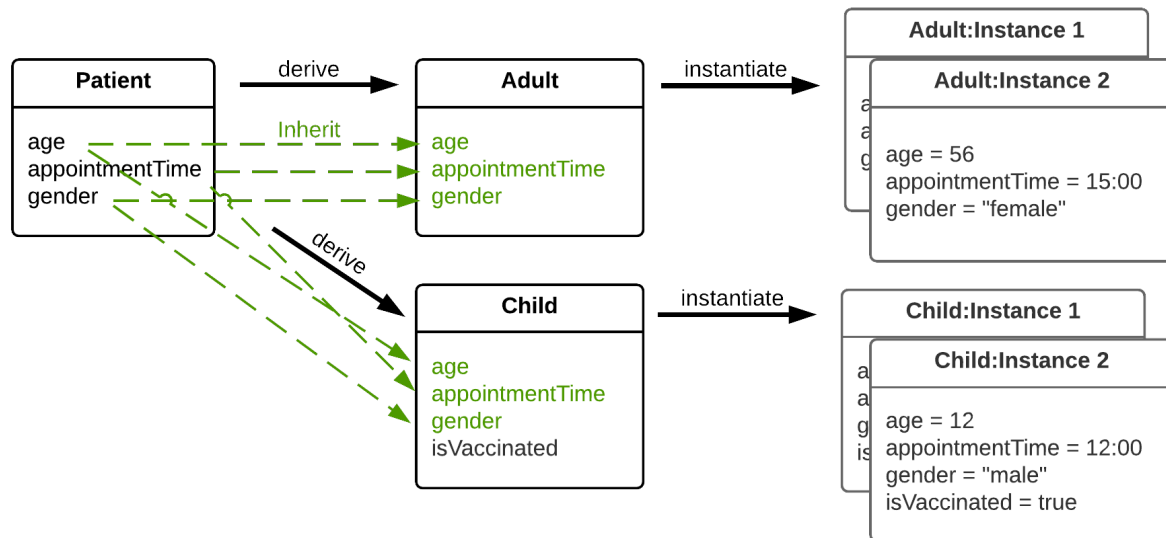 Patient
age
appointmentTime
gender
derive
Inherit
derive
Adult
age
appointmentTime
gender
instantiate
Adult:Instance 1
a
a
g
Adult:Instance 2
age = 56
appointmentTime = 15:00
gender = "female"
Child
age
appointmentTime
gender
isVaccinated
instantiate
Child:Instance 1
a
a
g
is
Child:Instance 2
age = 12
appointmentTime = 12:00
gender = "male"
isVaccinated = true